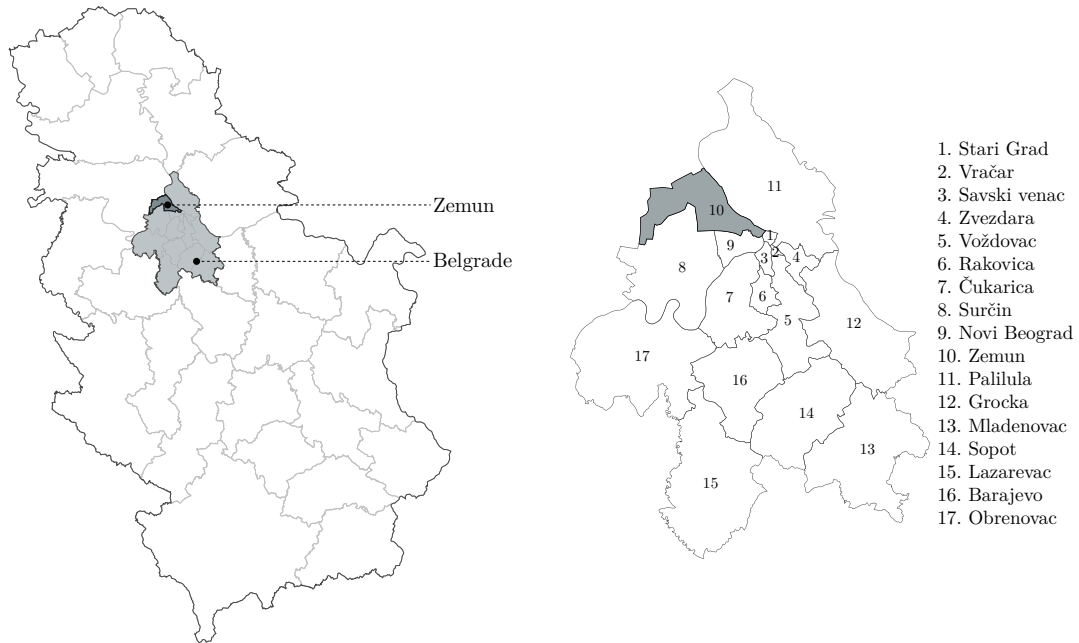 Zemun
Belgrade
11
10
1
9
2
3
4
8
7
6
5
12
17
16
14
13
15
1. Stari Grad
2. Vračar
3. Savski venac
4. Zvezdara
5. Voždovac
6. Rakovica
7. Čukarica
8. Surčin
9. Novi Beograd
10. Zemun
11. Palilula
12. Grocka
13. Mladenovac
14. Sopot
15. Lazarevac
16. Barajevo
17. Obrenovac